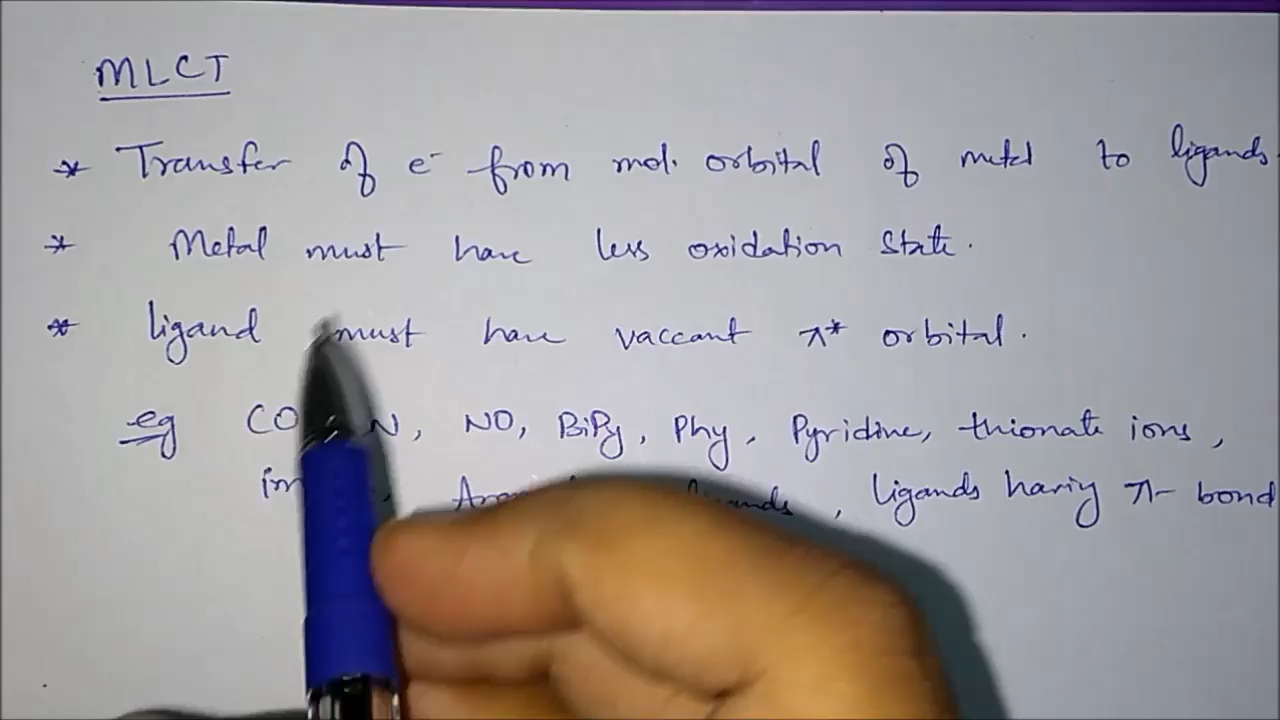 MLCT
* Transfer of e⁻ from mol. orbital of metal to ligands.
* Metal must have less oxidation state.
* Ligand must have vaccant π* orbital.
eg CO, NO, BiPy, Phy, Pyridine, thionate ions,
ligands, Ligands having π- bond